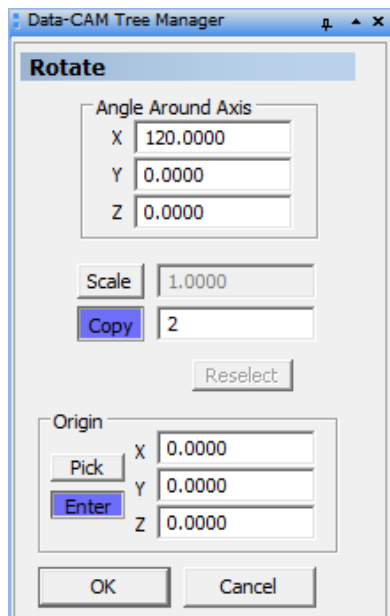 Data-CAM Tree Manager
Rotate
Angle Around Axis
X 120.0000
Y 0.0000
Z 0.0000
Scale 1.0000
Copy 2
Reselect
Origin
Pick
Enter
X 0.0000
Y 0.0000
Z 0.0000
OK Cancel